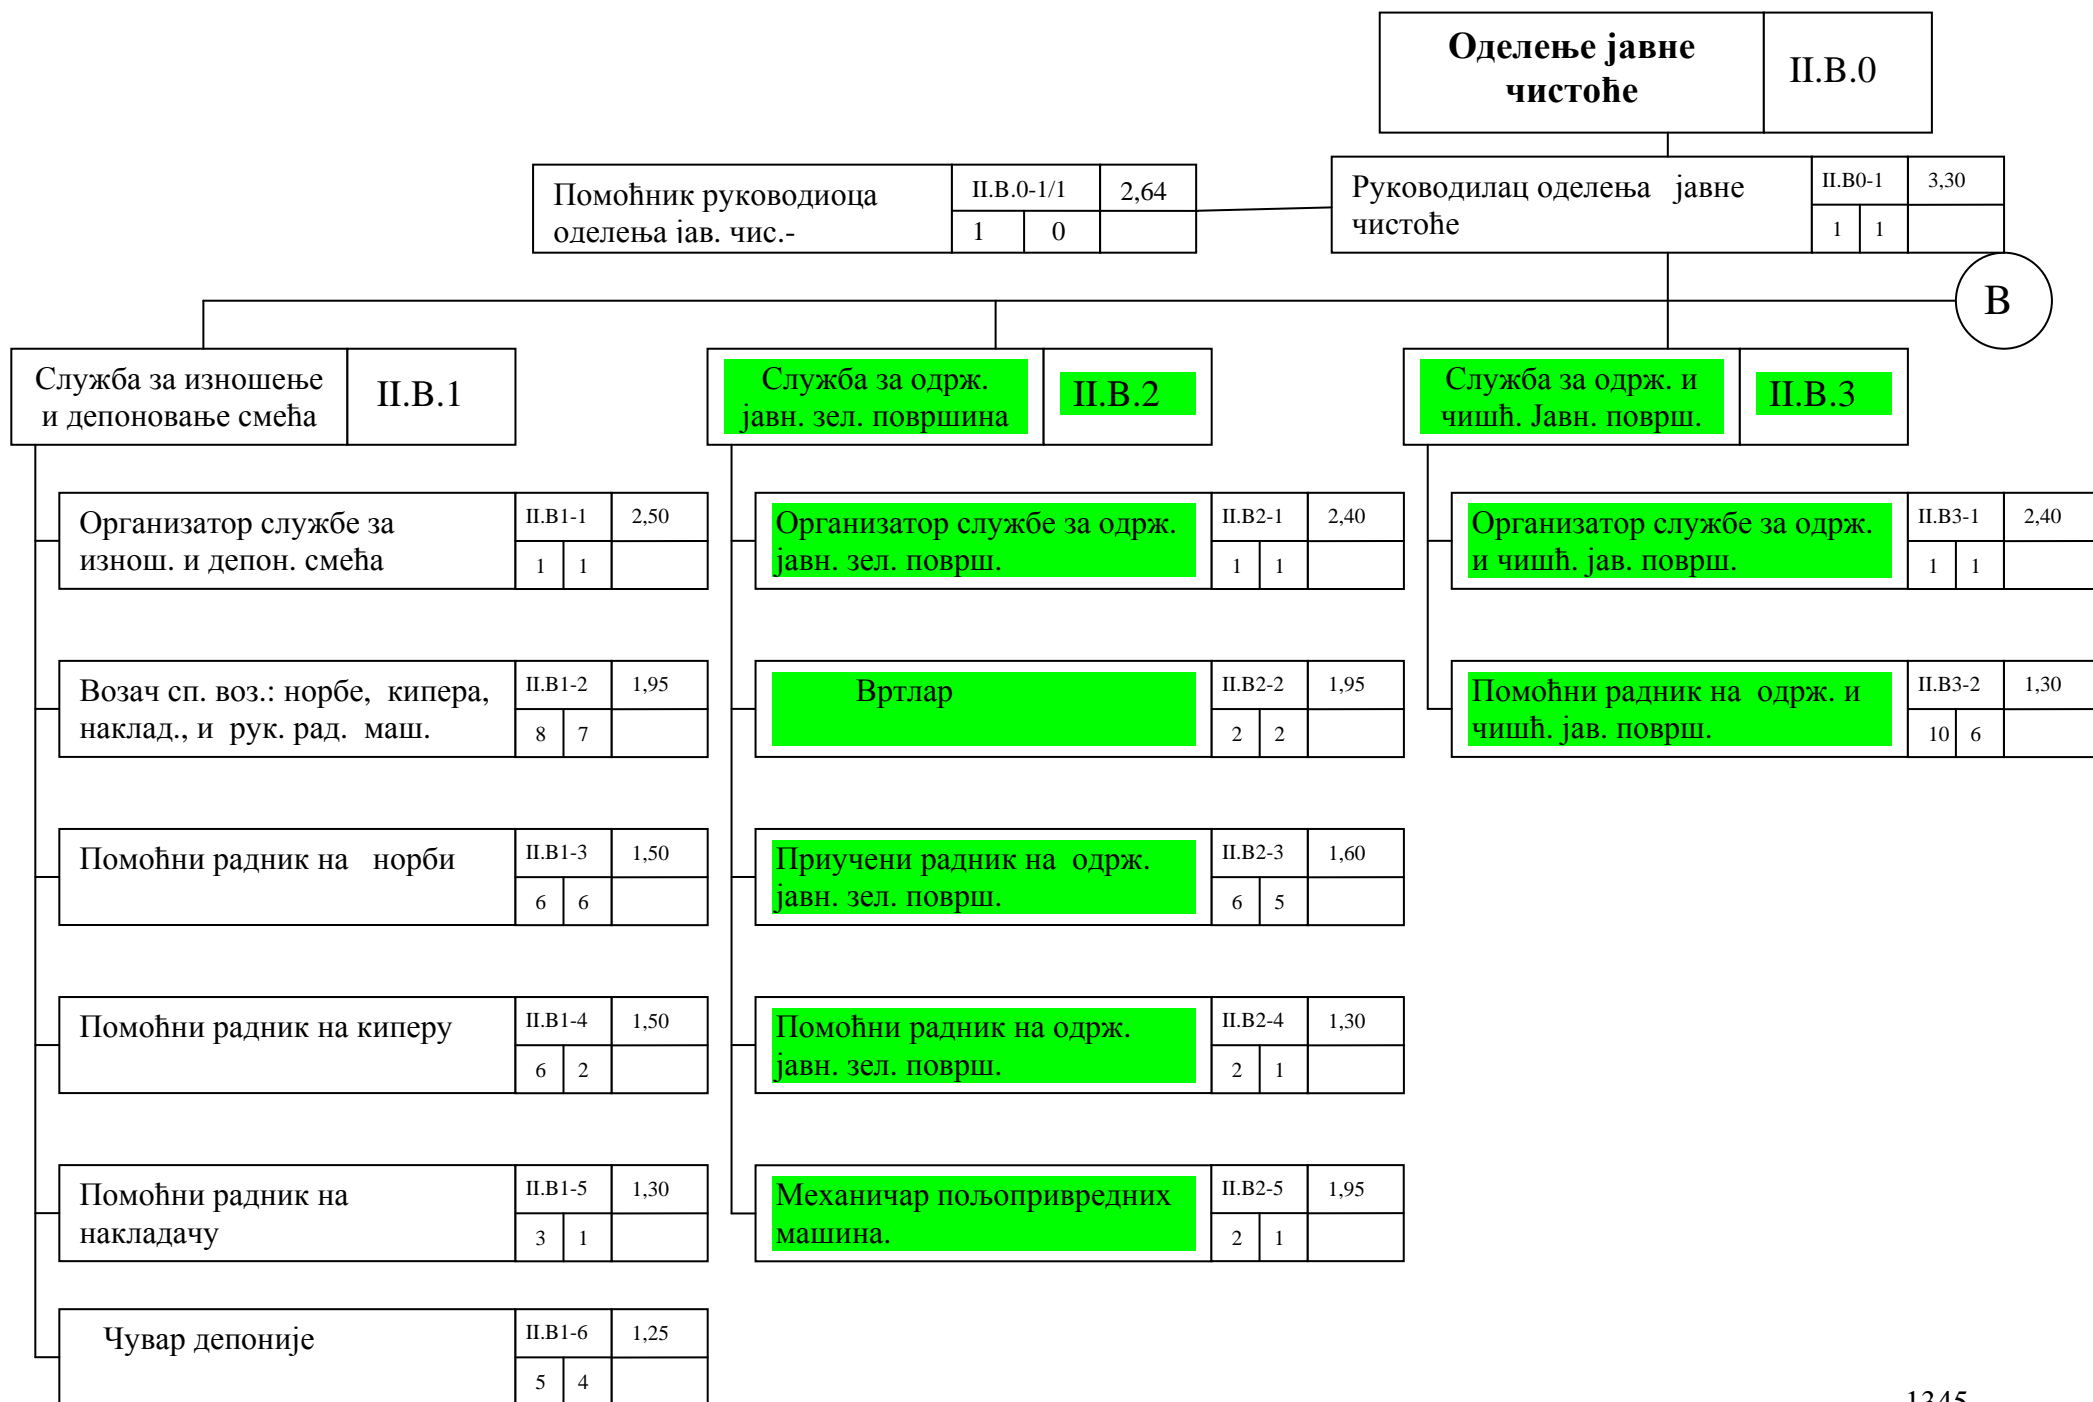 Оделење јавне
чистоће
II.В.0
Помоћник руководиоца
оделења јав. чис.-
II.В.0-1/1
2,64
1
0
Руководилац оделења јавне
чистоће
II.В0-1
3,30
1
1
В
Служба за изношење
и депоновање смећа
II.В.1
Служба за одрж.
јавн. зел. површина
II.В.2
Служба за одрж. и
чишћ. Јавн. површ.
II.В.3
Организатор службе за
изнош. и депон. смећа
II.В1-1
2,50
1
1
Организатор службе за одрж.
јавн. зел. површ.
II.В2-1
2,40
1
1
Организатор службе за одрж.
и чишћ. јав. површ.
II.В3-1
2,40
1
1
Возач сп. воз.: норбе, кипера,
наклад., и рук. рад. маш.
II.В1-2
1,95
8
7
Вртлар
II.В2-2
1,95
2
2
Помоћни радник на одрж. и
чишћ. јав. површ.
II.В3-2
1,30
10
6
Помоћни радник на норби
II.В1-3
1,50
6
6
Приучени радник на одрж.
јавн. зел. површ.
II.В2-3
1,60
6
5
Помоћни радник на киперу
II.В1-4
1,50
6
2
Помоћни радник на одрж.
јавн. зел. површ.
II.В2-4
1,30
2
1
Помоћни радник на
накладачу
II.В1-5
1,30
3
1
Механичар пољопривредних
машина.
II.В2-5
1,95
2
1
Чувар депоније
II.В1-6
1,25
5
4
1345